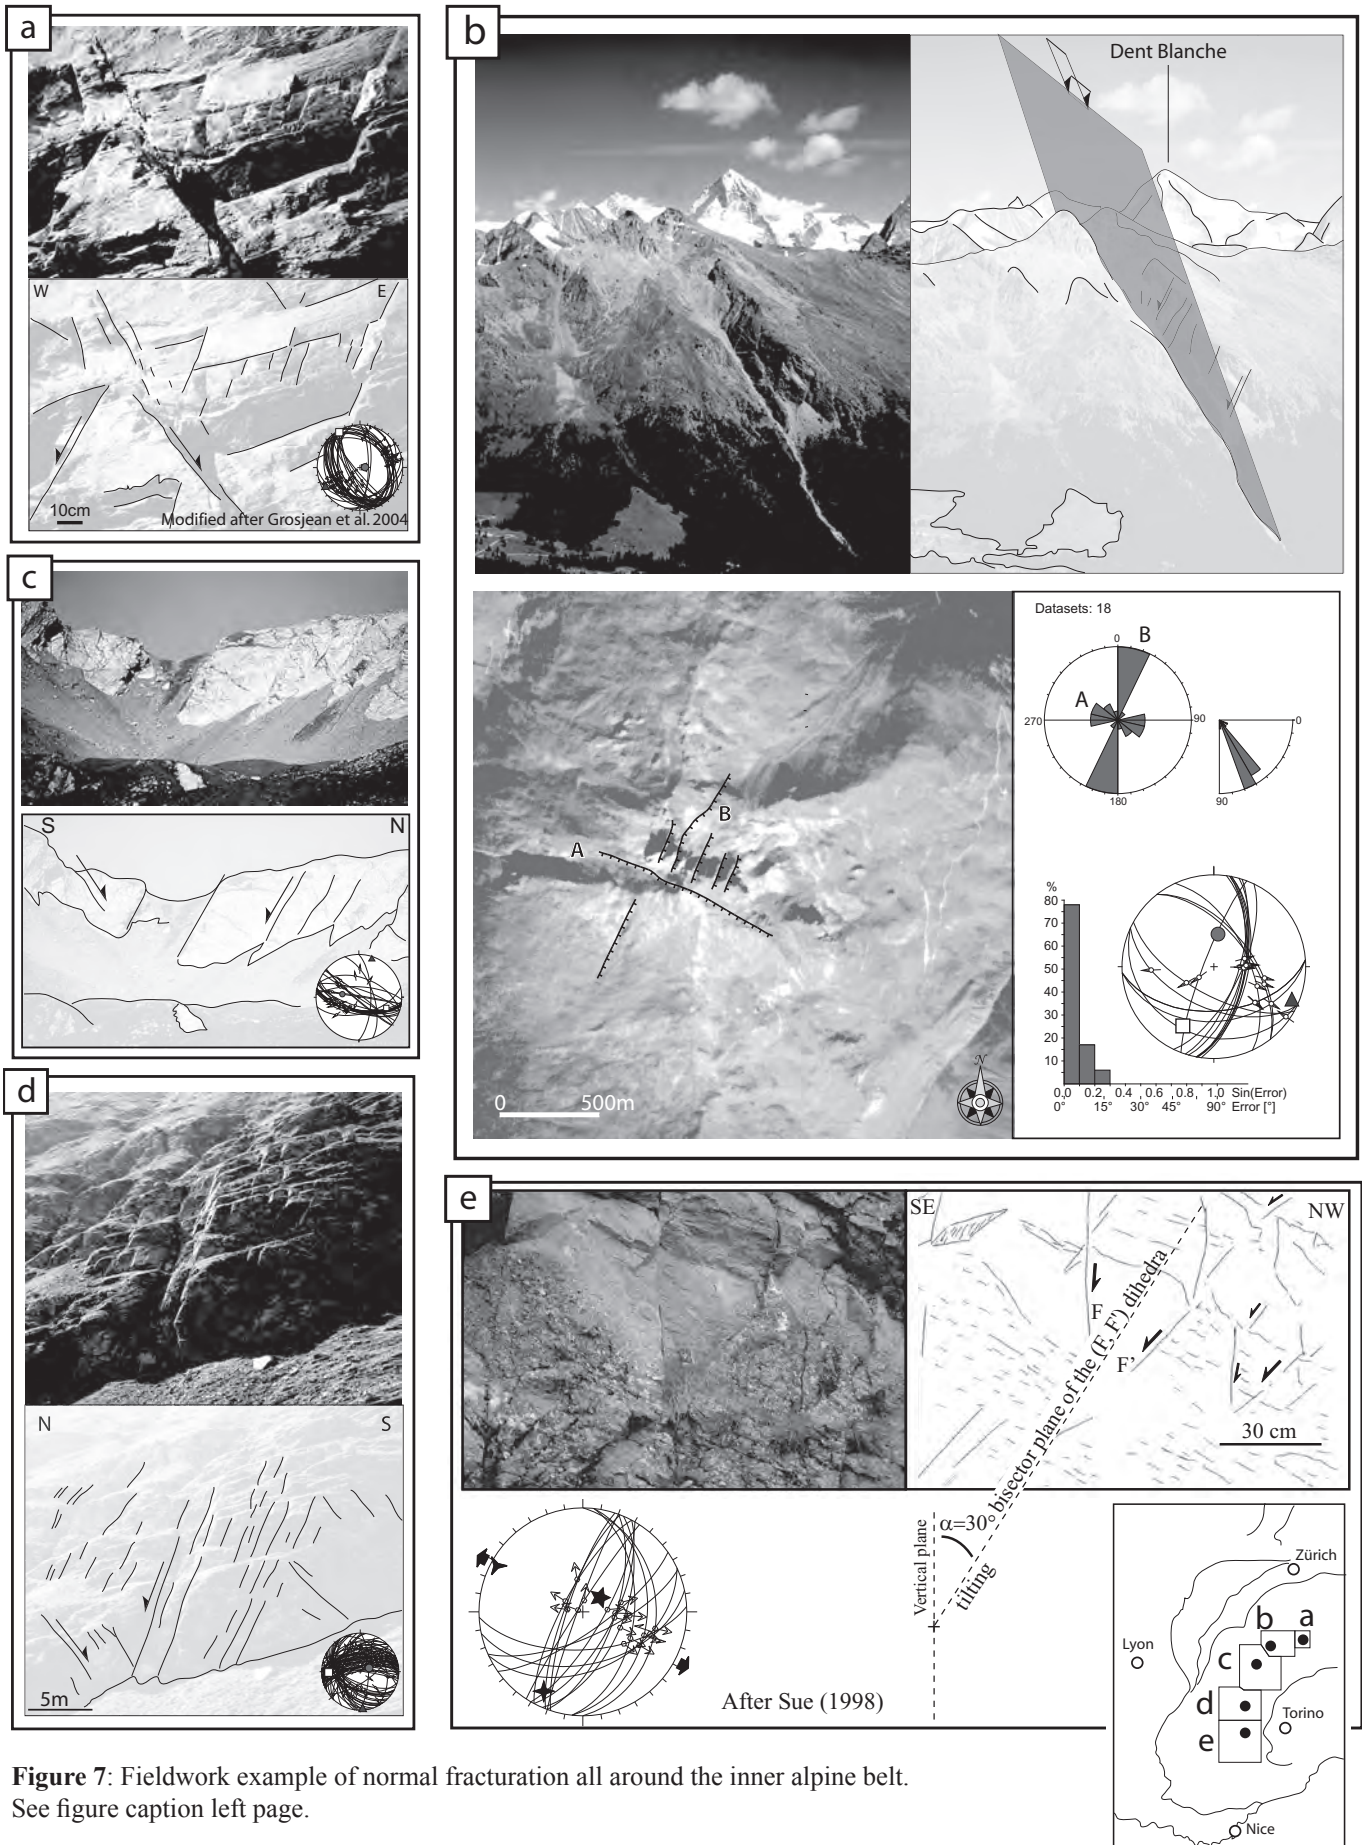 a
W
E
10cm
Modified after Grosjean et al. 2004
b
Dent Blanche
A
B
0 500m
N
Datasets: 18
0
B
A
270
90
180
0
90
%
80
70
60
50
40
30
20
10
0,0 0,2 0,4 0,6 0,8 1,0 Sin(Error)
0° 15° 30° 45° 90° Error [°]
c
S
N
d
N
S
5m
e
SE
NW
F
F'
bisector plane of the (F, F') dihedra
30 cm
α=30°
Vertical plane
tilting
After Sue (1998)
Zürich
b
a
Lyon
c
d
Torino
e
Nice
Figure 7: Fieldwork example of normal fracturation all around the inner alpine belt.
See figure caption left page.